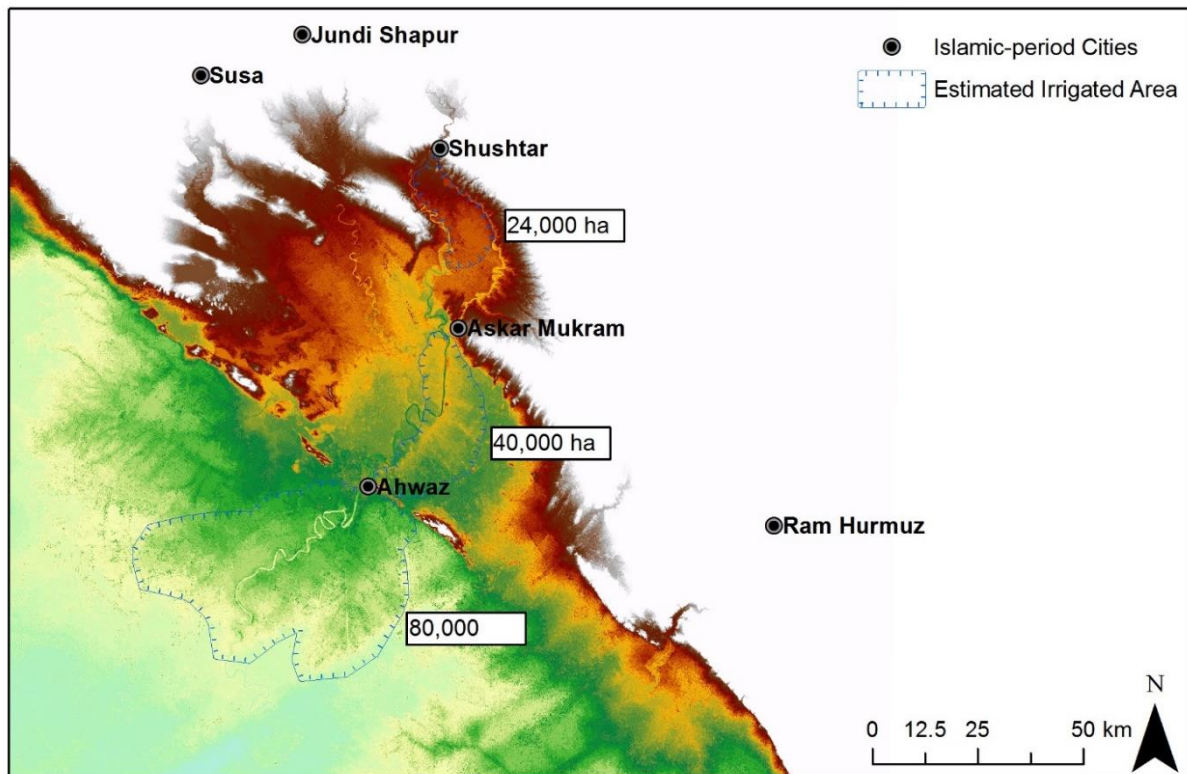 Jundi Shapur
Susa
Islamic-period Cities
Estimated Irrigated Area
Shushtar
24,000 ha
Askar Mukram
40,000 ha
Ahwaz
Ram Hurmuz
80,000
N
0 12.5 25 50 km